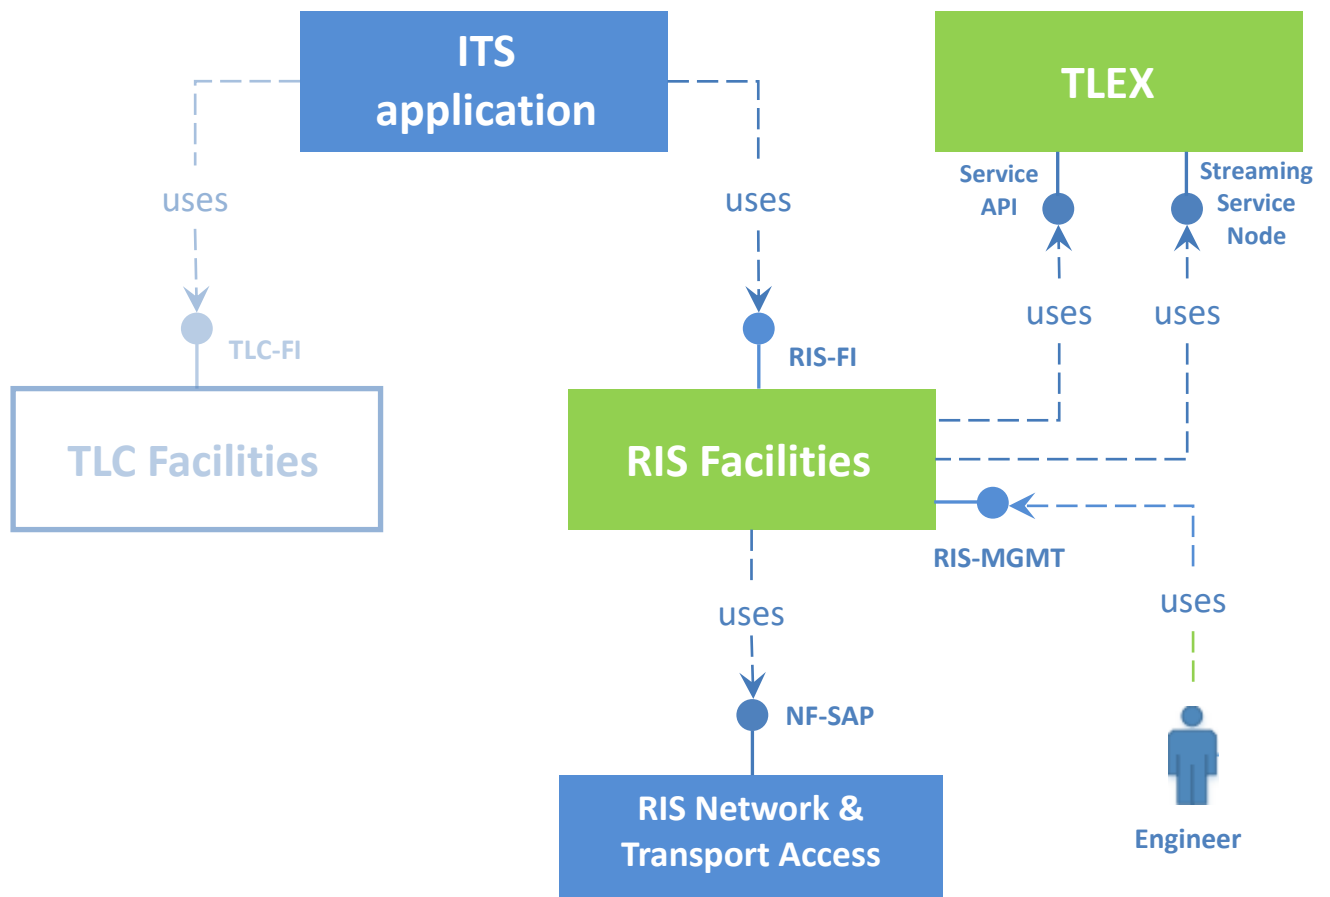 ITS
application
TLEX
Service
API
Streaming
Service
Node
uses
uses
uses
uses
TLC-FI
RIS-FI
TLC Facilities
RIS Facilities
RIS-MGMT
uses
uses
NF-SAP
RIS Network &
Transport Access
Engineer